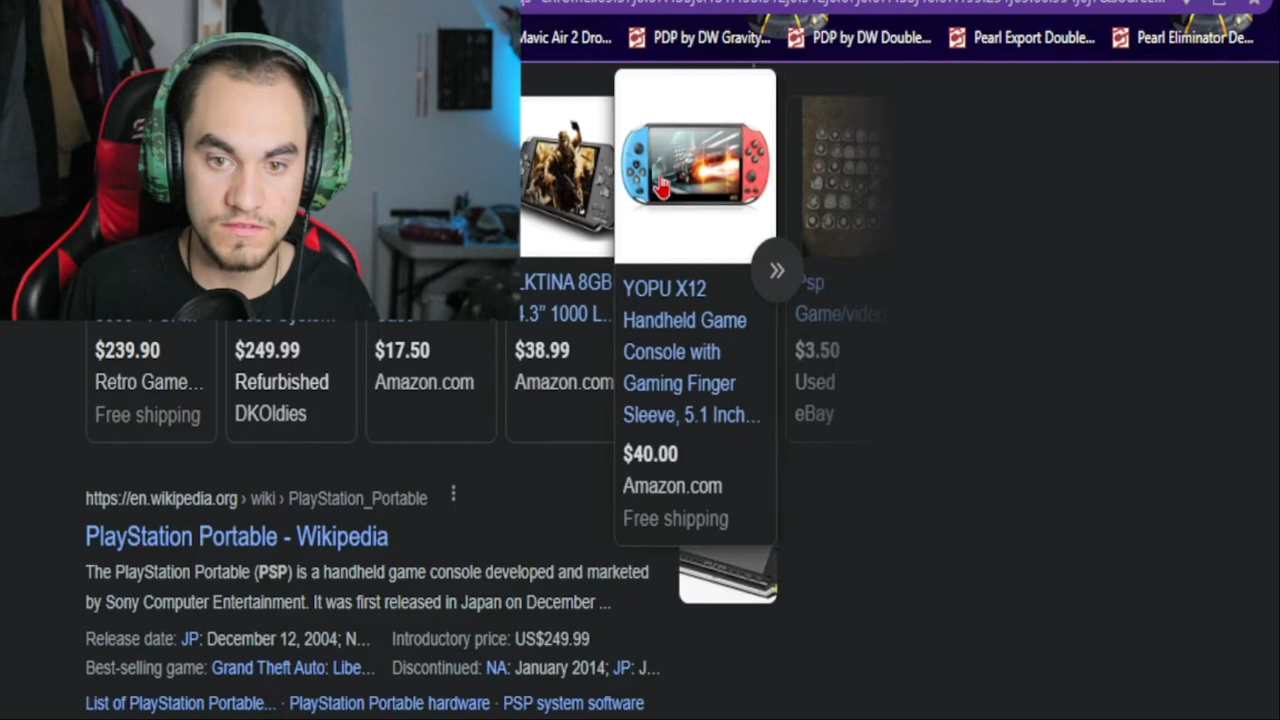 Mavic Air 2 Dro...
PDP by DW Gravity...
PDP by DW Double...
Pearl Export Double...
Pearl Eliminator De...
$239.90
Retro Game...
Free shipping
$249.99
Refurbished
DKOldies
$17.50
Amazon.com
KTINA 8GB
4.3” 1000 L...
$38.99
Amazon.com
YOPU X12
Handheld Game
Console with
Gaming Finger
Sleeve, 5.1 Inch...
$40.00
Amazon.com
Free shipping
Psp
Game/video
$3.50
Used
eBay
https://en.wikipedia.org › wiki › PlayStation_Portable
PlayStation Portable - Wikipedia
The PlayStation Portable (PSP) is a handheld game console developed and marketed
by Sony Computer Entertainment. It was first released in Japan on December ...
Release date: JP: December 12, 2004; N... Introductory price: US$249.99
Best-selling game: Grand Theft Auto: Libe... Discontinued: NA: January 2014; JP: J...
List of PlayStation Portable... · PlayStation Portable hardware · PSP system software